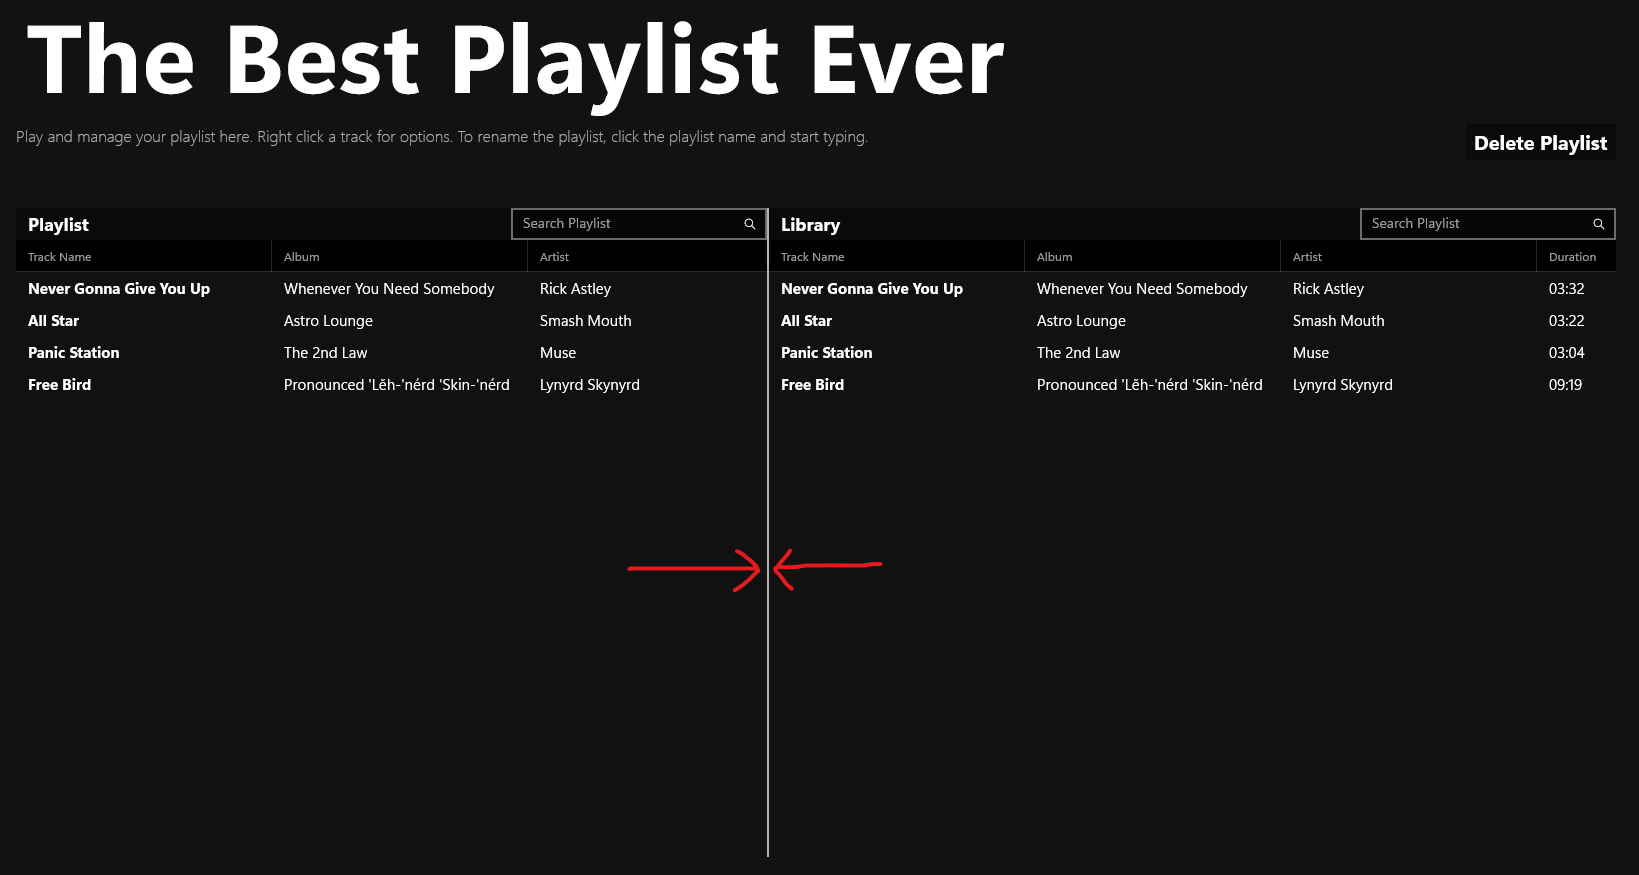 The Best Playlist Ever
Play and manage your playlist here. Right click a track for options. To rename the playlist, click the playlist name and start typing.
Delete Playlist
Playlist
Search Playlist
Track Name Album Artist
Never Gonna Give You Up Whenever You Need Somebody Rick Astley
All Star Astro Lounge Smash Mouth
Panic Station The 2nd Law Muse
Free Bird Pronounced 'Lĕh-'nérd 'Skin-'nérd Lynyrd Skynyrd
Library
Search Playlist
Track Name Album Artist Duration
Never Gonna Give You Up Whenever You Need Somebody Rick Astley 03:32
All Star Astro Lounge Smash Mouth 03:22
Panic Station The 2nd Law Muse 03:04
Free Bird Pronounced 'Lĕh-'nérd 'Skin-'nérd Lynyrd Skynyrd 09:19